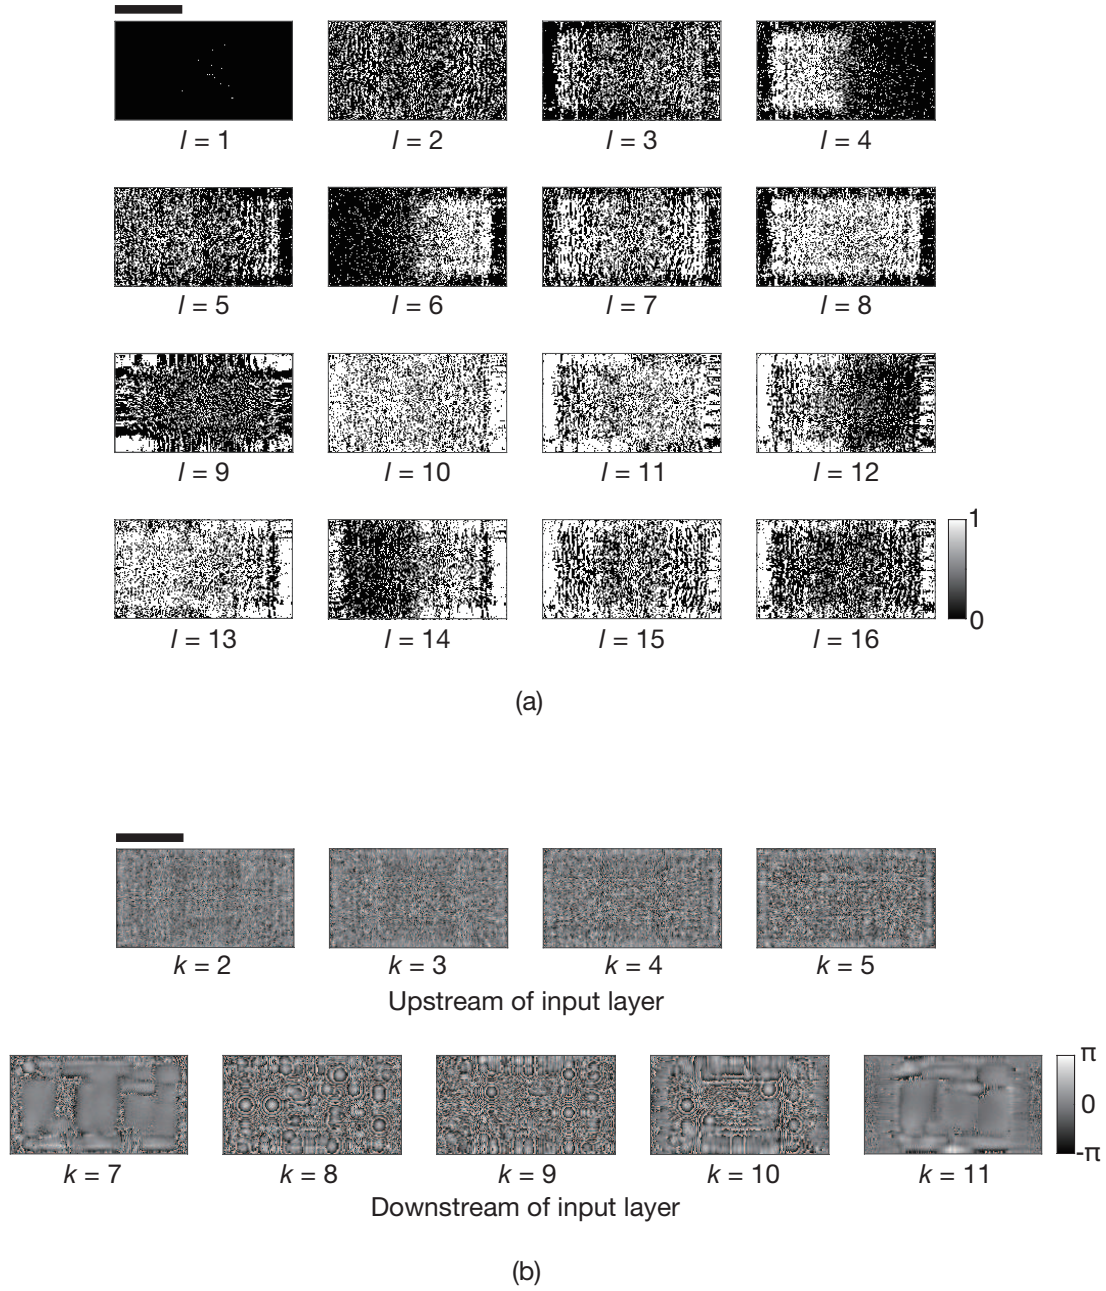 l = 1 l = 2 l = 3 l = 4
l = 5 l = 6 l = 7 l = 8
l = 9 l = 10 l = 11 l = 12
1
0
l = 13 l = 14 l = 15 l = 16
(a)
k = 2 k = 3 k = 4 k = 5
Upstream of input layer
π
0
-π
k = 7 k = 8 k = 9 k = 10 k = 11
Downstream of input layer
(b)